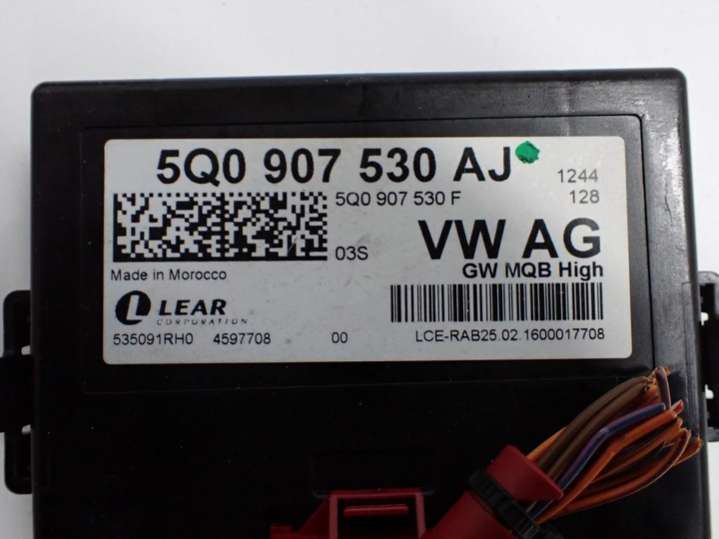 5Q0 907 530 AJ
1244
5Q0 907 530 F
128
03S
VW AG
GW MQB High
Made in Morocco
LEAR
CORPORATION
535091RH0 4597708 00
LCE-RAB25.02.1600017708